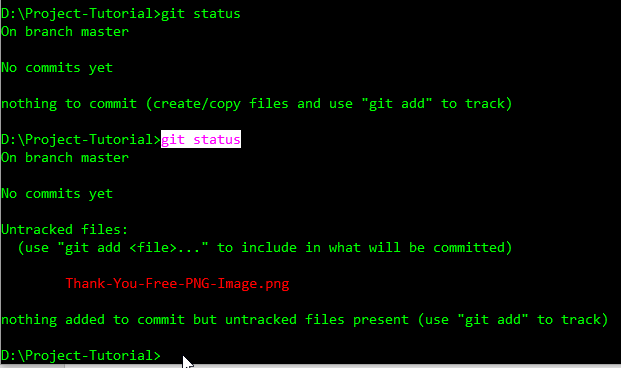 D:\Project-Tutorial>git status
On branch master
No commits yet
nothing to commit (create/copy files and use "git add" to track)
D:\Project-Tutorial>git status
On branch master
No commits yet
Untracked files:
  (use "git add <file>..." to include in what will be committed)
        Thank-You-Free-PNG-Image.png
nothing added to commit but untracked files present (use "git add" to track)
D:\Project-Tutorial>